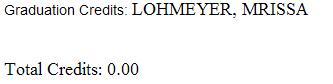 Graduation Credits: LOHMEYER, MRISSA
Total Credits: 0.00